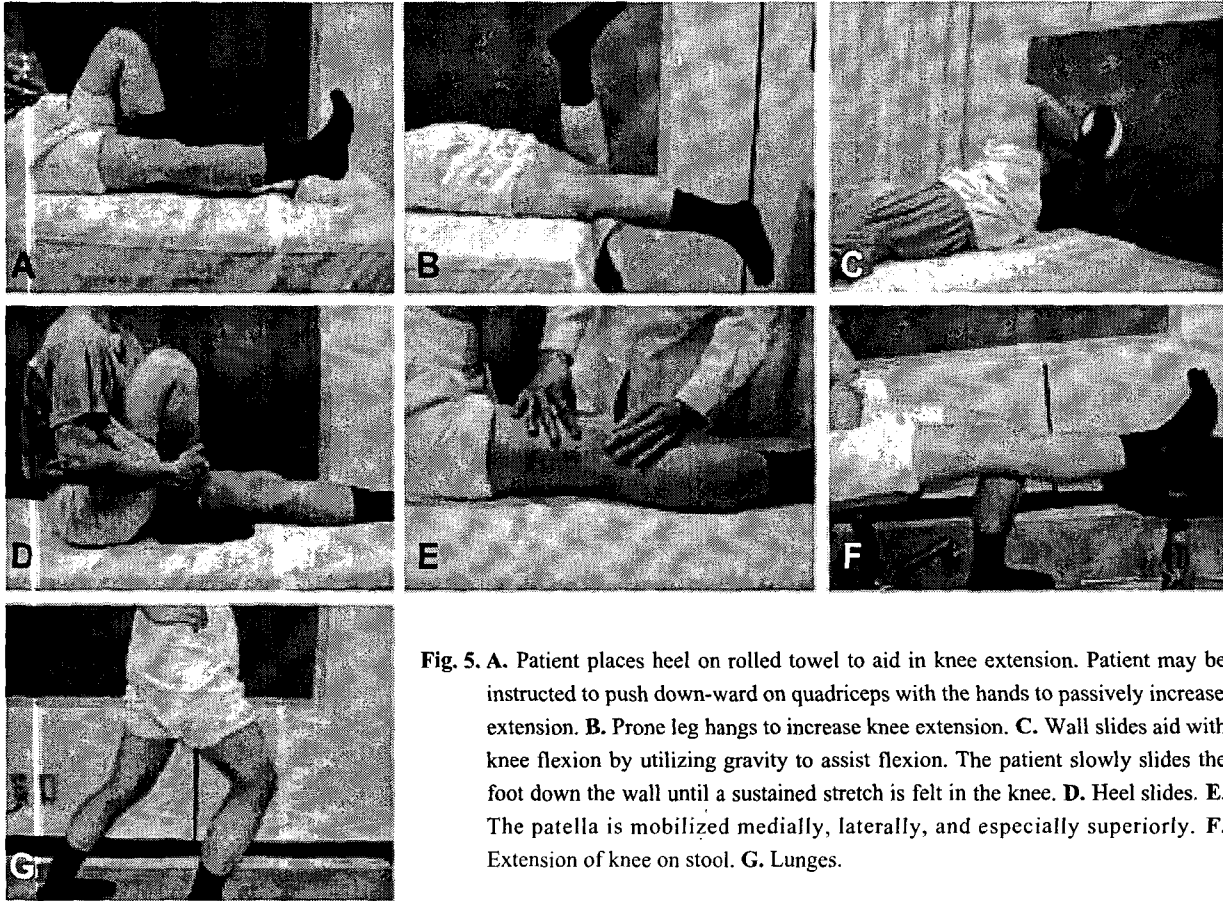 A
B
C
D
E
F
G
Fig. 5. A. Patient places heel on rolled towel to aid in knee extension. Patient may be
instructed to push down-ward on quadriceps with the hands to passively increase
extension. B. Prone leg hangs to increase knee extension. C. Wall slides aid with
knee flexion by utilizing gravity to assist flexion. The patient slowly slides the
foot down the wall until a sustained stretch is felt in the knee. D. Heel slides. E.
The patella is mobilized medially, laterally, and especially superiorly. F.
Extension of knee on stool. G. Lunges.